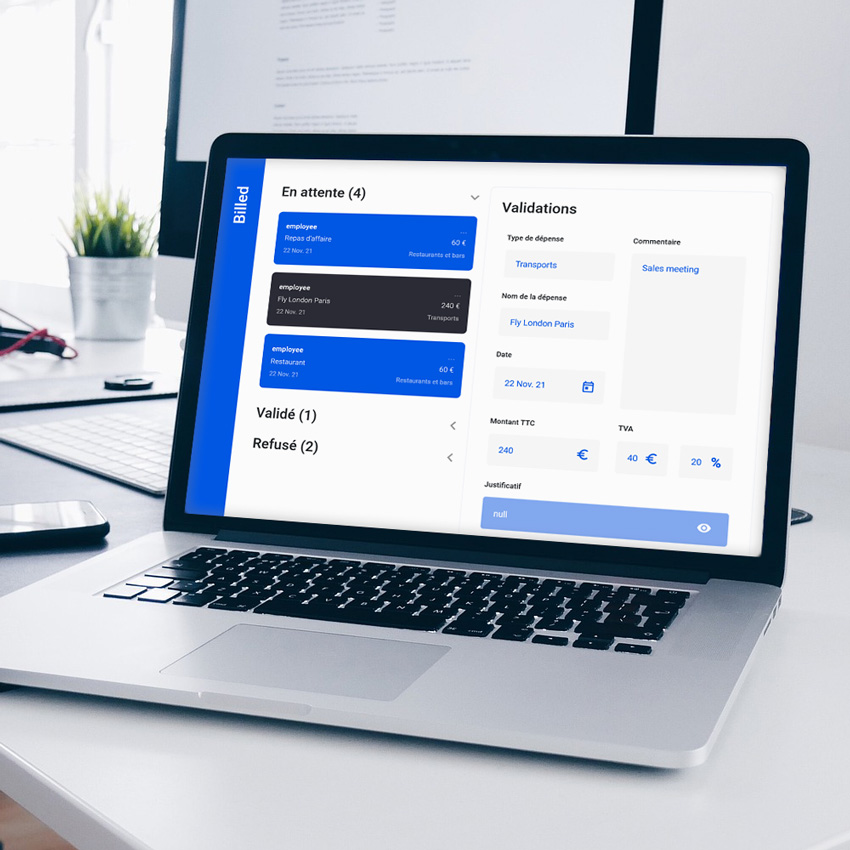 Billed
En attente (4)
employee
...
Repas d'affaire
60 €
22 Nov. 21
Restaurants et bars
employee
...
Fly London Paris
240 €
22 Nov. 21
Transports
employee
...
Restaurant
60 €
22 Nov. 21
Restaurants et bars
Validé (1)
Refusé (2)
Validations
Type de dépense
Transports
Nom de la dépense
Fly London Paris
Date
22 Nov. 21
Montant TTC
240 €
TVA
40 €
20 %
Justificatif
null
Commentaire
Sales meeting